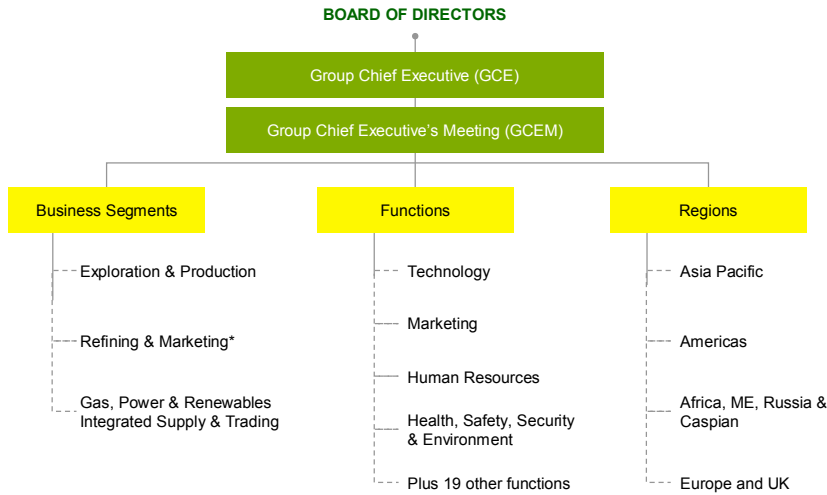 BOARD OF DIRECTORS
Group Chief Executive (GCE)
Group Chief Executive's Meeting (GCEM)
Business Segments
Exploration & Production
Refining & Marketing*
Gas, Power & Renewables
Integrated Supply & Trading
Functions
Technology
Marketing
Human Resources
Health, Safety, Security
& Environment
Plus 19 other functions
Regions
Asia Pacific
Americas
Africa, ME, Russia &
Caspian
Europe and UK